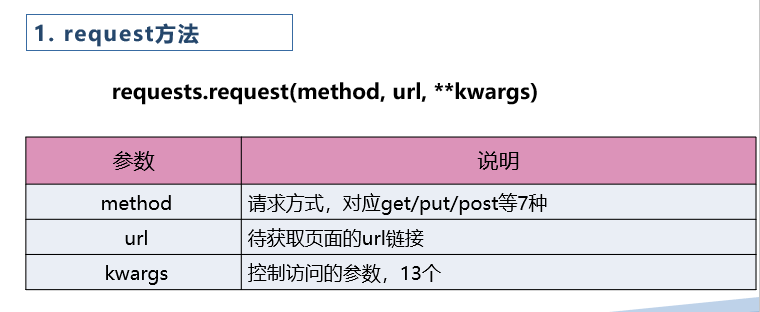 1. request方法
requests.request(method, url, **kwargs)
参数 说明
method 请求方式，对应get/put/post等7种
url 待获取页面的url链接
kwargs 控制访问的参数，13个